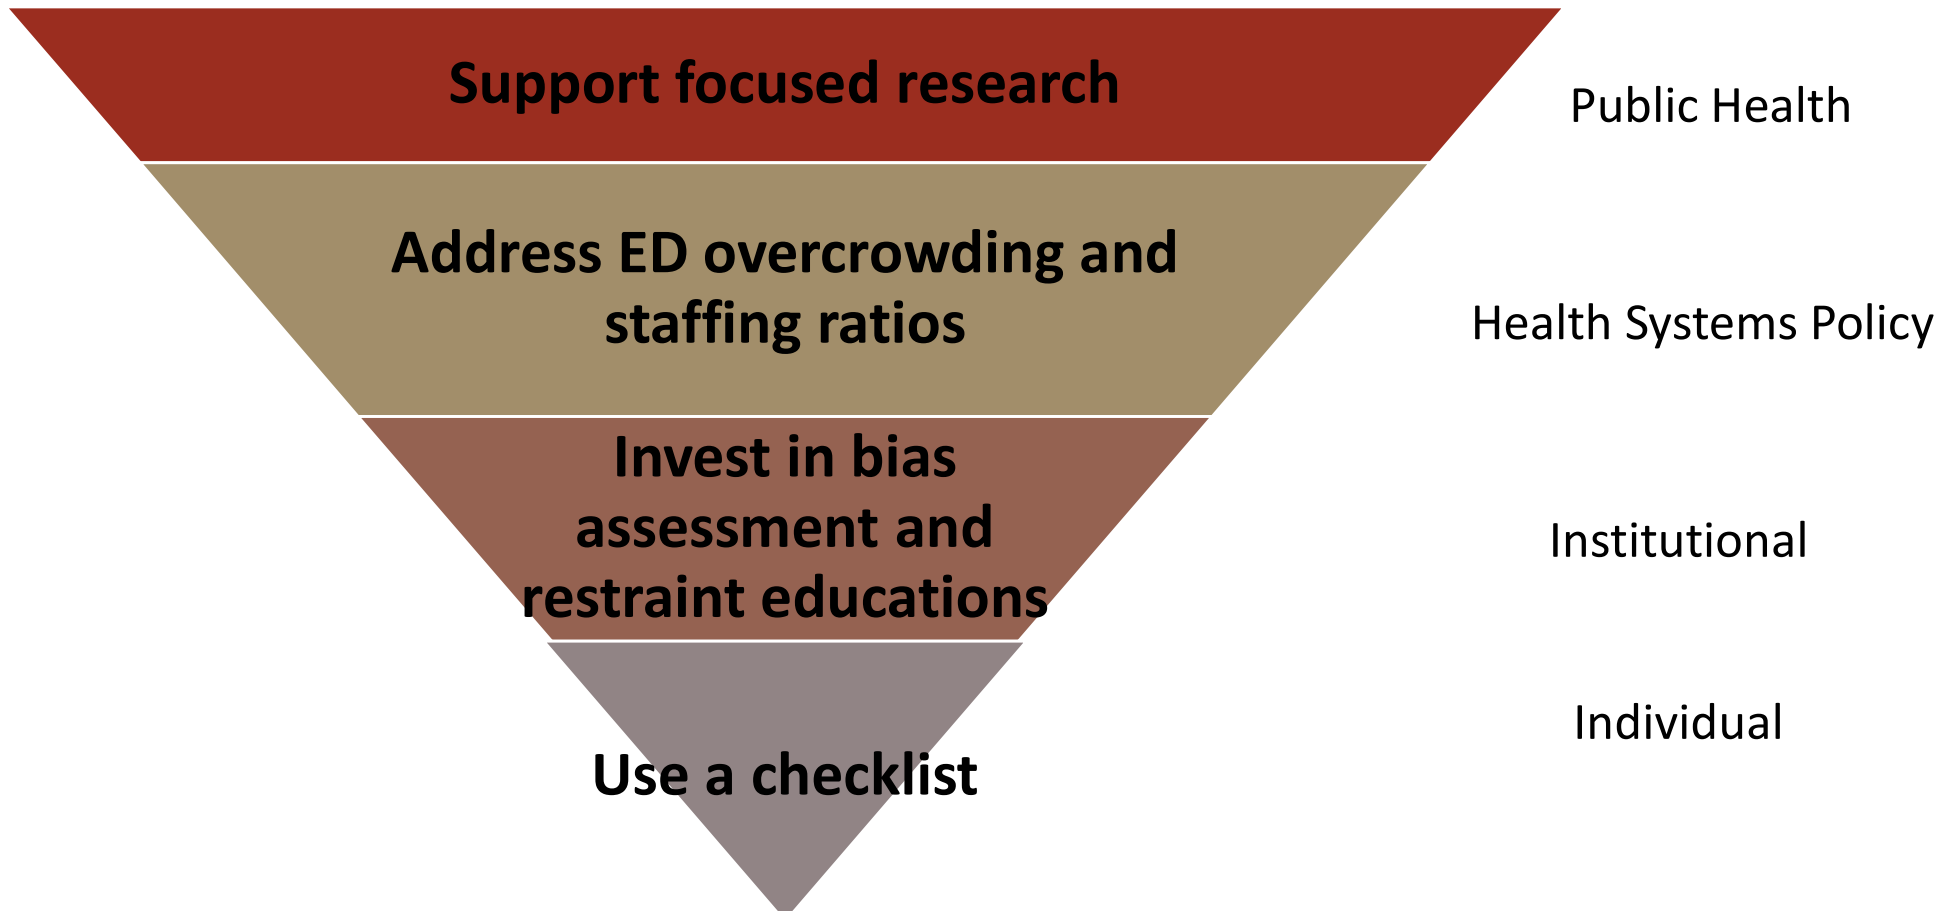 Support focused research
Public Health
Address ED overcrowding and
staffing ratios
Health Systems Policy
Invest in bias
assessment and
restraint educations
Institutional
Use a checklist
Individual